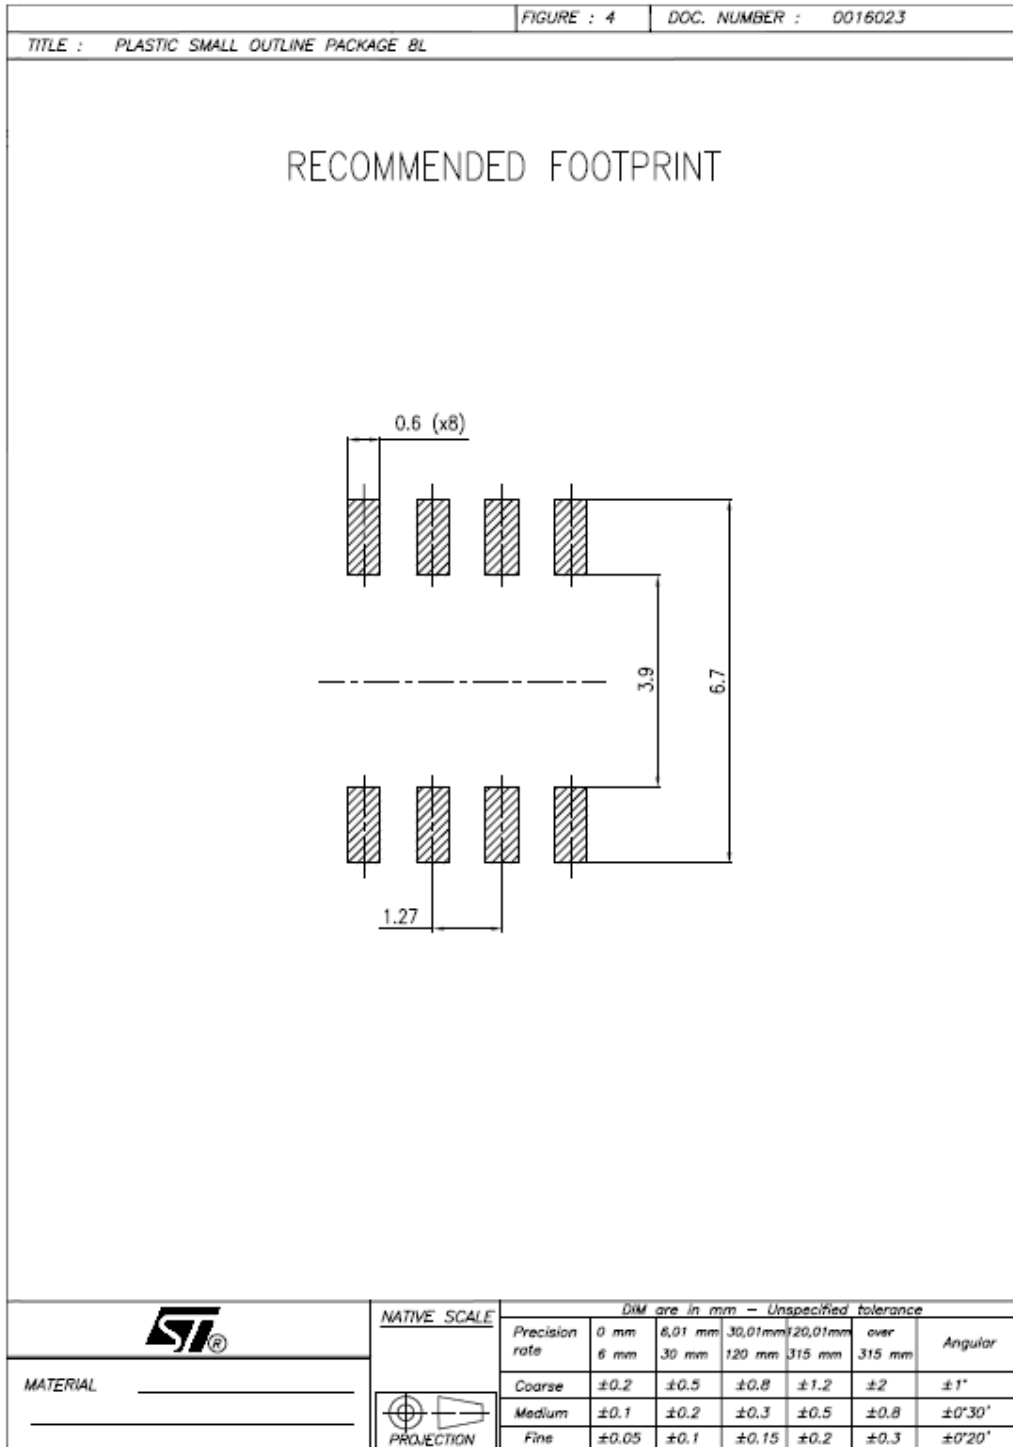 FIGURE : 4 DOC. NUMBER : 0016023
TITLE : PLASTIC SMALL OUTLINE PACKAGE 8L
RECOMMENDED FOOTPRINT
0.6 (x8)
3.9
6.7
1.27
ST®
MATERIAL
NATIVE SCALE
PROJECTION
DIM are in mm – Unspecified tolerance
Precision rate 0 mm 6 mm 6,01 mm 30 mm 30,01mm 120 mm 120,01mm 315 mm over 315 mm Angular
Coarse ±0.2 ±0.5 ±0.8 ±1.2 ±2 ±1°
Medium ±0.1 ±0.2 ±0.3 ±0.5 ±0.8 ±0°30'
Fine ±0.05 ±0.1 ±0.15 ±0.2 ±0.3 ±0°20'